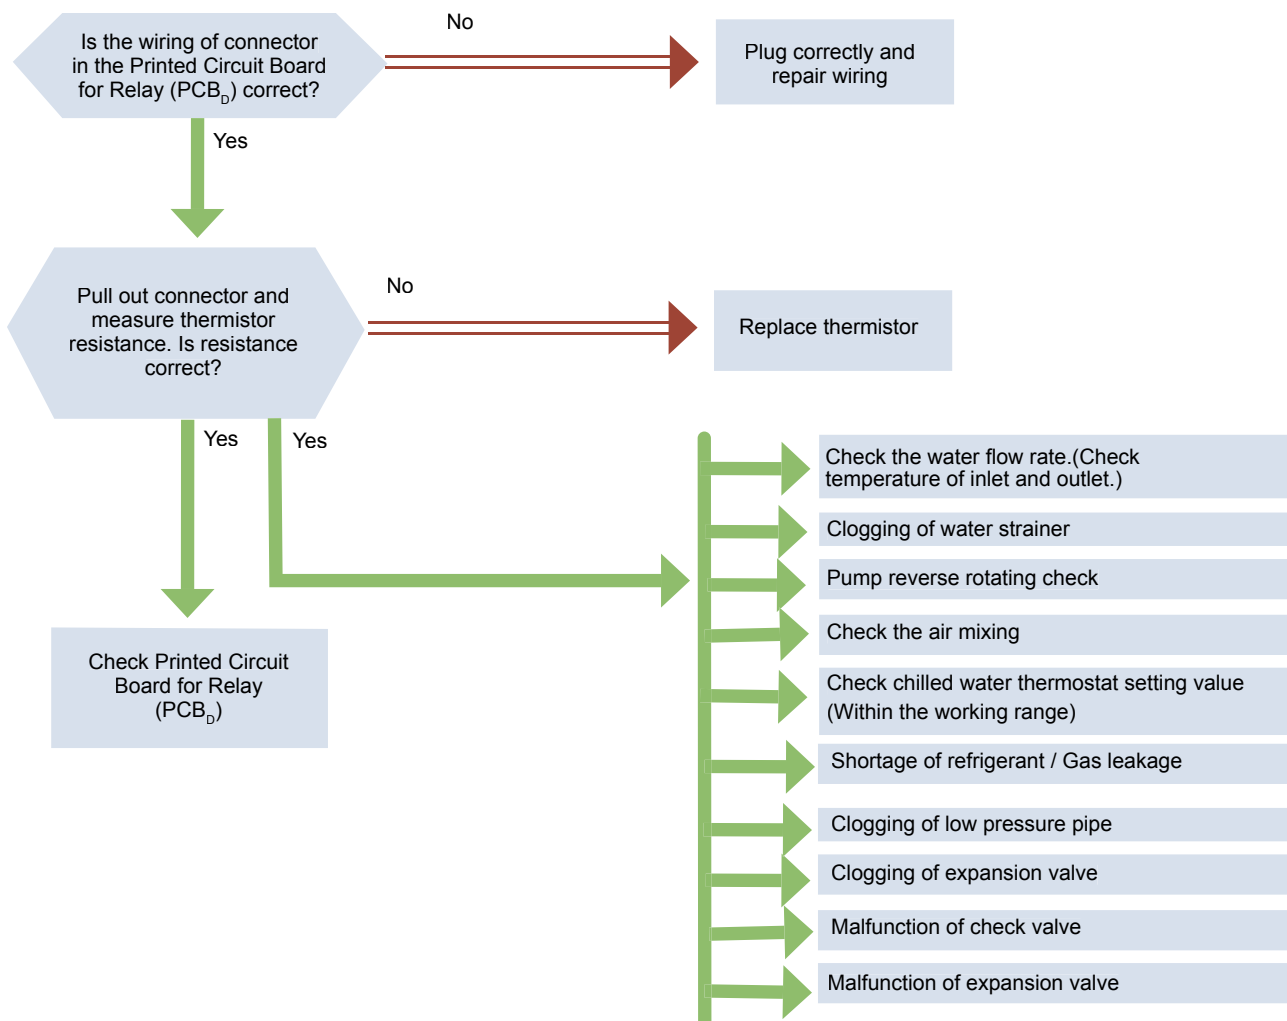 Is the wiring of connector
in the Printed Circuit Board
for Relay (PCB_D) correct?
No
Plug correctly and
repair wiring
Yes
Pull out connector and
measure thermistor
resistance. Is resistance
correct?
No
Replace thermistor
Yes
Yes
Check Printed Circuit
Board for Relay
(PCB_D)
Check the water flow rate.(Check
temperature of inlet and outlet.)
Clogging of water strainer
Pump reverse rotating check
Check the air mixing
Check chilled water thermostat setting value
(Within the working range)
Shortage of refrigerant / Gas leakage
Clogging of low pressure pipe
Clogging of expansion valve
Malfunction of check valve
Malfunction of expansion valve